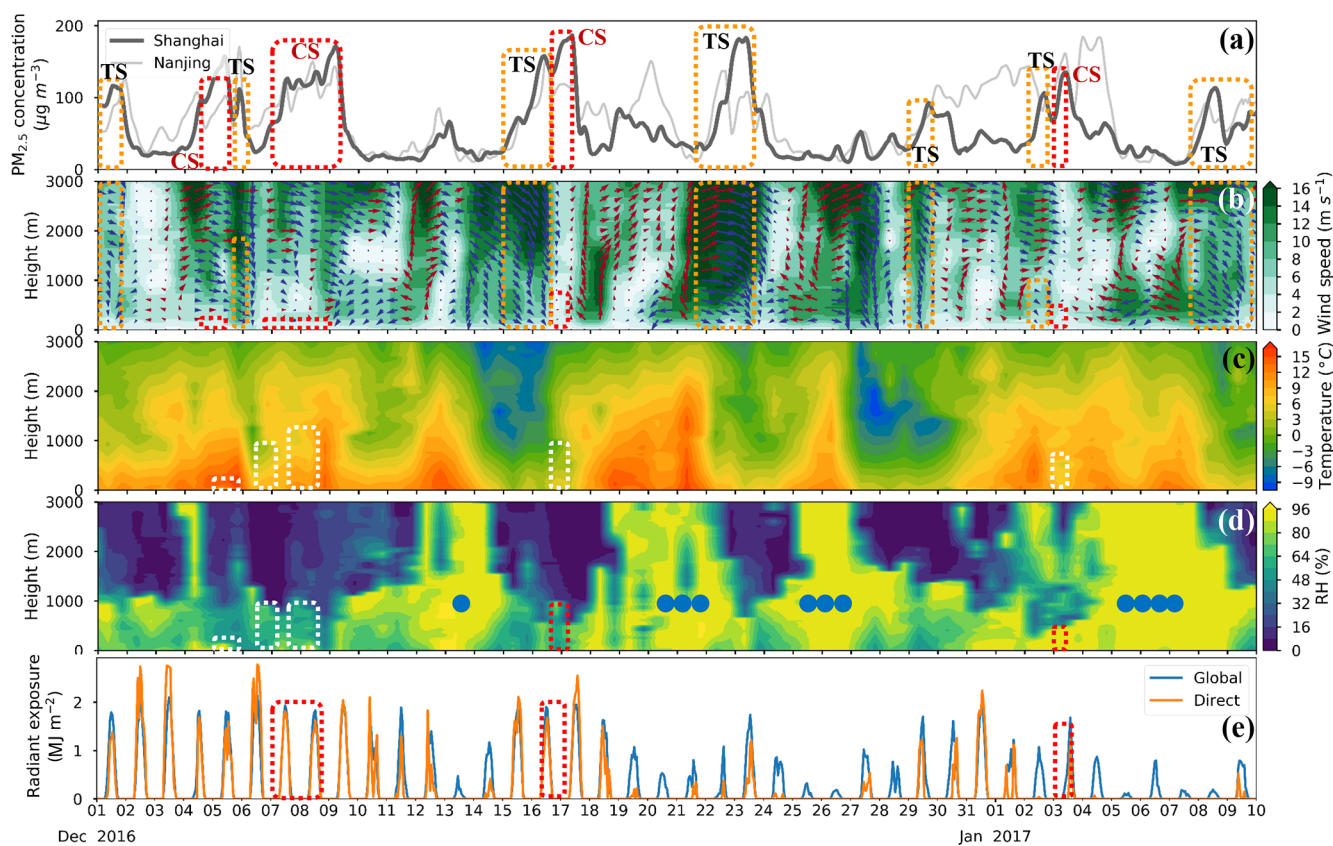 200
100
0
PM2.5 concentration
(μg m−3)
Shanghai
Nanjing
TS
CS
TS
CS
TS
CS
TS
TS
TS
CS
TS
(a)
3000
2000
1000
0
Height (m)
(b)
16
14
12
10
8
6
4
2
0
Wind speed (m s−1)
3000
2000
1000
0
Height (m)
(c)
15
12
9
6
3
0
−3
−6
−9
Temperature (°C)
3000
2000
1000
0
Height (m)
(d)
96
80
64
48
32
16
0
RH (%)
2
1
0
Radiant exposure
(MJ m−2)
Global
Direct
(e)
01 02 03 04 05 06 07 08 09 10 11 12 13 14 15 16 17 18 19 20 21 22 23 24 25 26 27 28 29 30 31 01 02 03 04 05 06 07 08 09 10
Dec 2016
Jan 2017